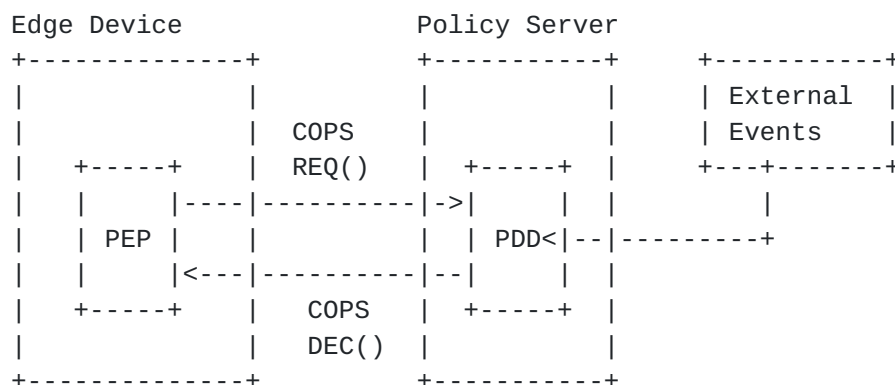 Edge Device Policy Server
External
COPS Events
REQ()
PEP PDD
COPS
DEC()